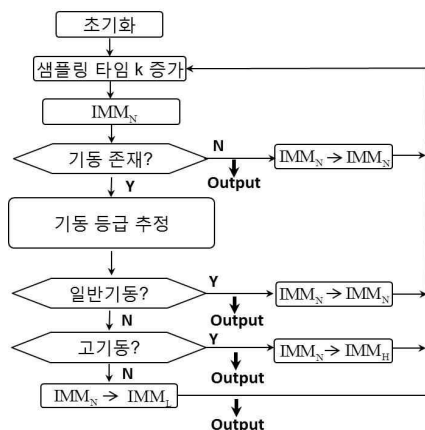 초기화
샘플링 타임 k 증가
IMM_N
기동 존재?
N
Output
IMM_N → IMM_N
Y
기동 등급 추정
일반기동?
Y
Output
IMM_N → IMM_N
N
고기동?
Y
Output
IMM_N → IMM_H
N
IMM_N → IMM_L
Output